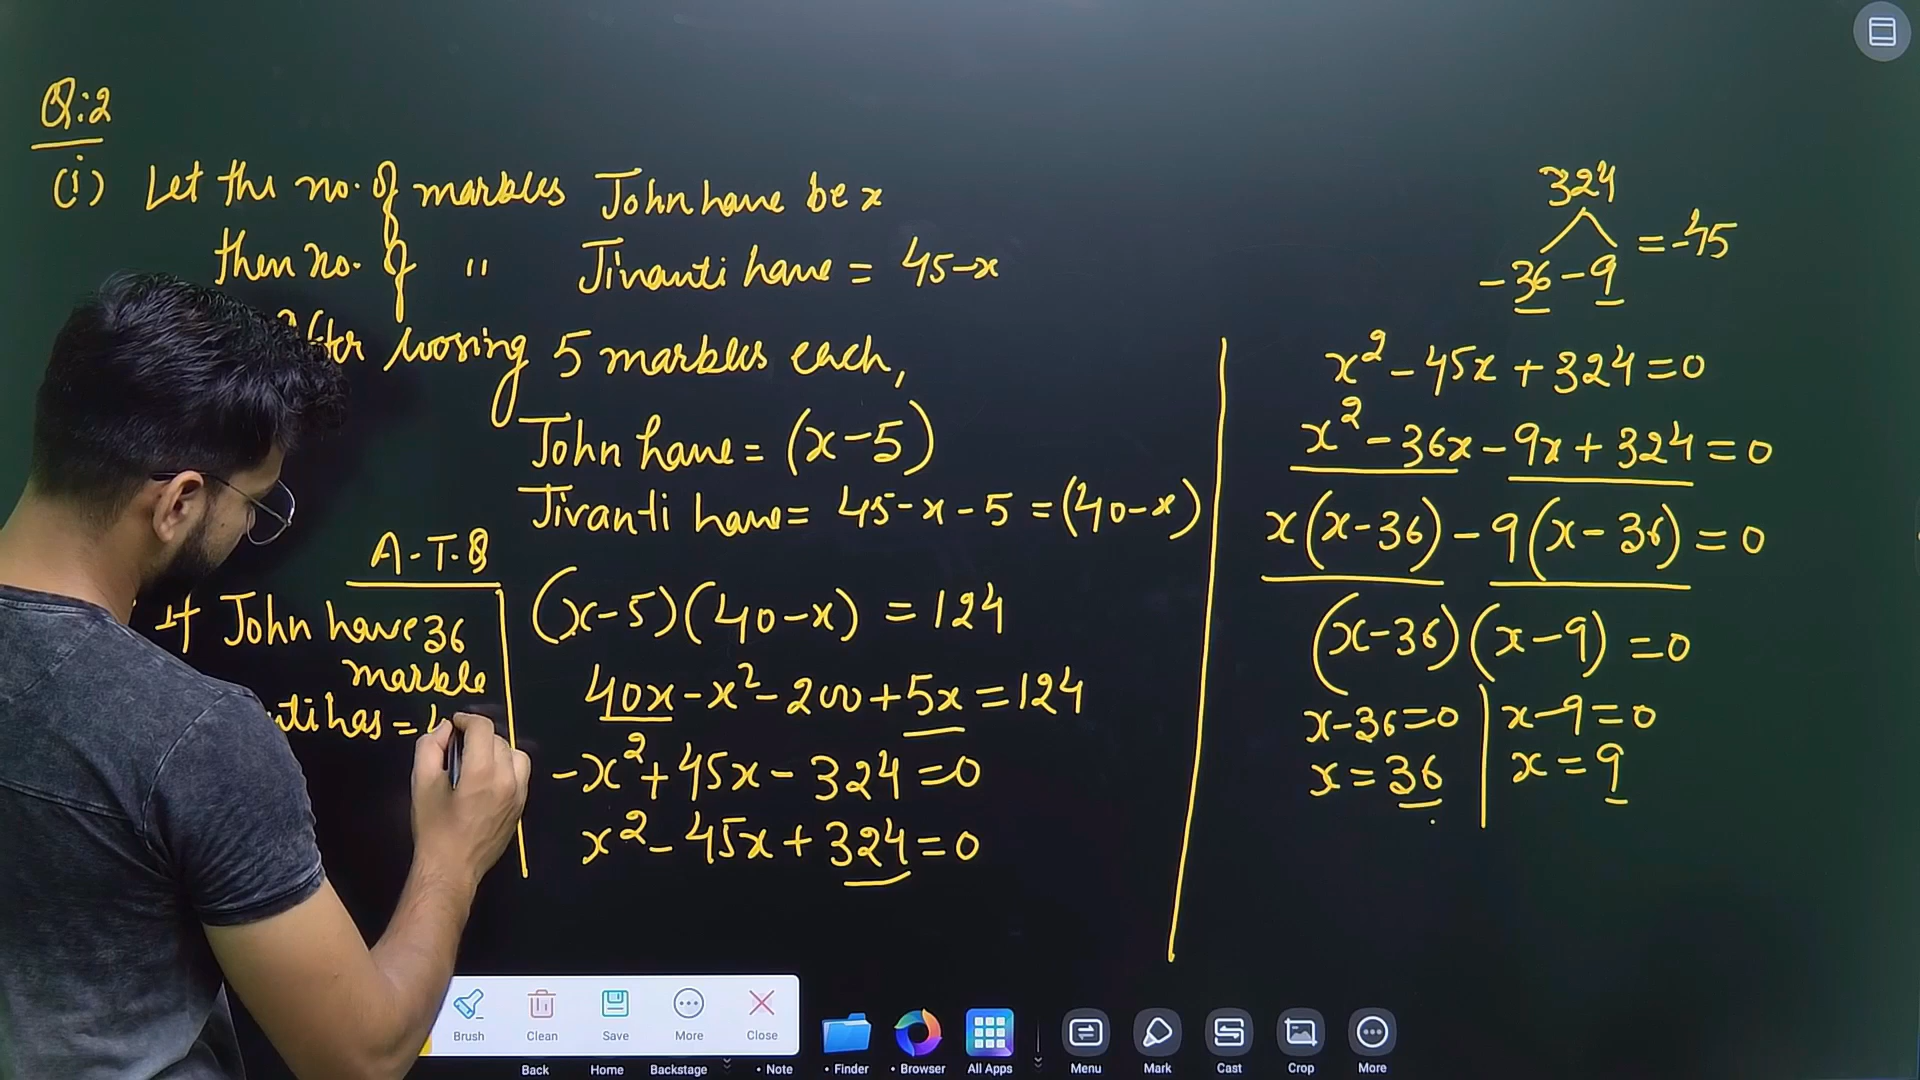 Q:2
(i) Let the no. of marbles John have be x
then no. of " Jivanti have = 45-x
After loosing 5 marbles each,
John have = (x-5)
Jivanti have = 45-x-5 = (40-x)
A-T-Q
(x-5)(40-x) = 124
40x-x²-200+5x=124
-x²+45x-324=0
x²-45x+324=0
If John have 36
marble
has =
324
-36 -9 = -45
x²-45x+324=0
x²-36x-9x+324=0
x(x-36)-9(x-36)=0
(x-36)(x-9)=0
x-36=0 | x-9=0
x=36 | x=9
Brush Clean Save More Close
Back Home Backstage • Note • Finder • Browser All Apps Menu Mark Cast Crop More